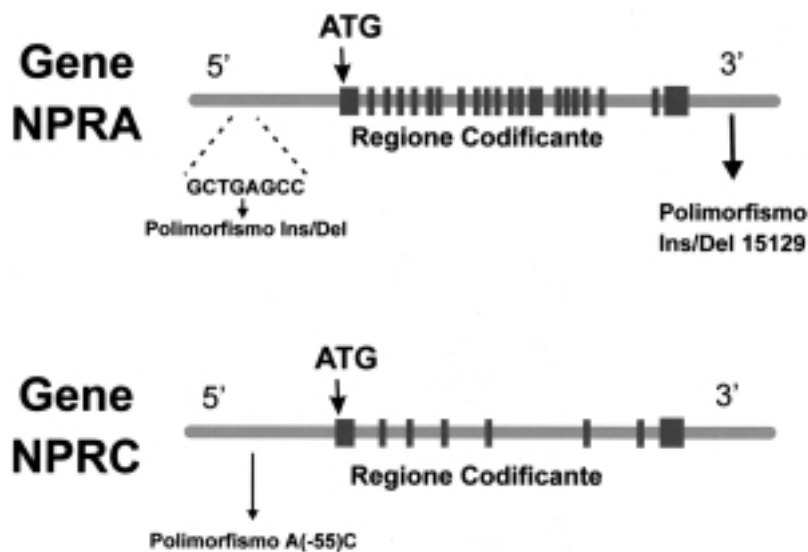 Gene
NPRA
5’
ATG
3’
Regione Codificante
GCTGAGCC
Polimorfismo Ins/Del
Polimorfismo
Ins/Del 15129
Gene
NPRC
5’
ATG
3’
Regione Codificante
Polimorfismo A(-55)C